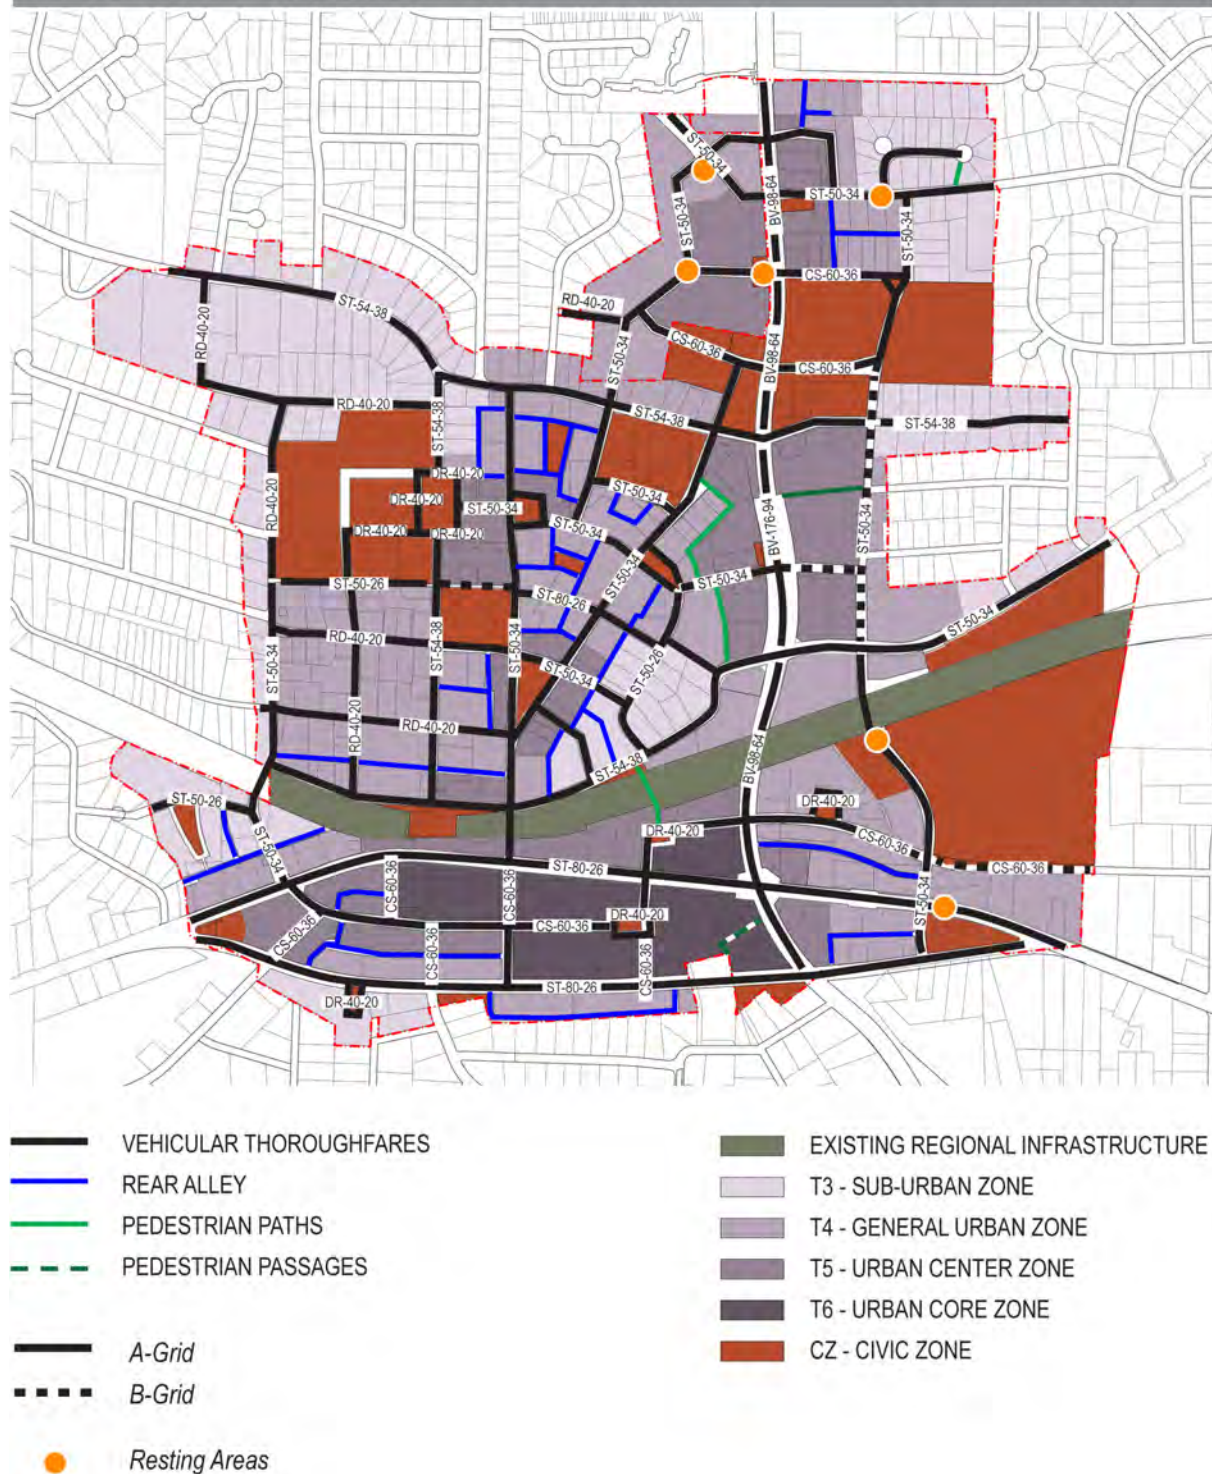 ST-50-34
BV-98-64
ST-50-34
ST-50-34
ST-50-34
CS-60-36
RD-40-20
ST-54-38
RD-40-20
ST-50-34
CS-60-36
BV-98-64
CS-60-36
RD-40-20
ST-54-38
ST-54-38
ST-54-38
DR-40-20
ST-50-34
RD-40-20
DR-40-20
ST-50-34
ST-50-34
BV-176-94
ST-50-34
DR-40-20
DR-40-20
ST-50-34
ST-50-26
ST-80-26
ST-50-34
ST-50-34
RD-40-20
ST-54-38
ST-50-34
ST-50-26
ST-50-34
ST-50-34
RD-40-20
RD-40-20
ST-54-38
BV-98-64
ST-50-26
DR-40-20
ST-50-34
DR-40-20
CS-60-36
ST-80-26
CS-60-36
CS-60-36
CS-60-36
ST-50-34
DR-40-20
CS-60-36
CS-60-36
CS-60-36
CS-60-36
DR-40-20
ST-80-26
VEHICULAR THOROUGHFARES
REAR ALLEY
PEDESTRIAN PATHS
PEDESTRIAN PASSAGES
A-Grid
B-Grid
Resting Areas
EXISTING REGIONAL INFRASTRUCTURE
T3 - SUB-URBAN ZONE
T4 - GENERAL URBAN ZONE
T5 - URBAN CENTER ZONE
T6 - URBAN CORE ZONE
CZ - CIVIC ZONE